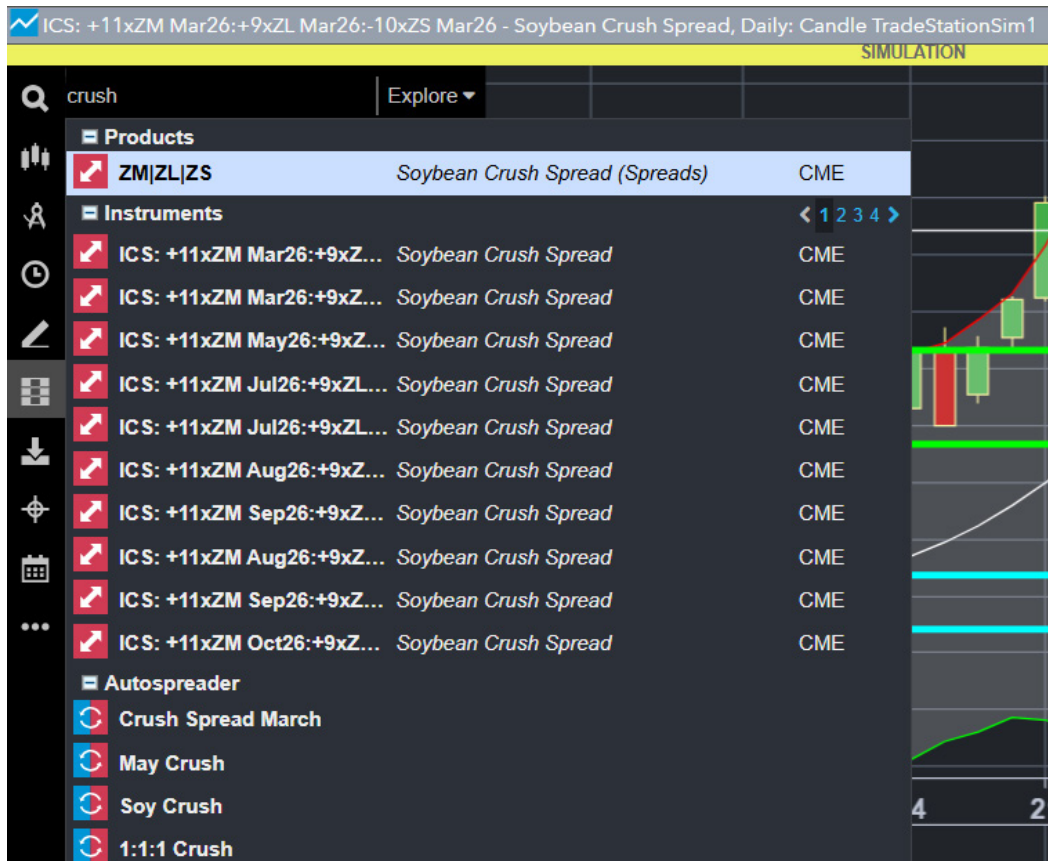 ICS: +11xZM Mar26:+9xZL Mar26:-10xZS Mar26 - Soybean Crush Spread, Daily: Candle TradeStationSim1
SIMULATION
crush Explore
Products
ZM|ZL|ZS Soybean Crush Spread (Spreads) CME
Instruments 1 2 3 4
ICS: +11xZM Mar26:+9xZ... Soybean Crush Spread CME
ICS: +11xZM Mar26:+9xZ... Soybean Crush Spread CME
ICS: +11xZM May26:+9xZ... Soybean Crush Spread CME
ICS: +11xZM Jul26:+9xZL... Soybean Crush Spread CME
ICS: +11xZM Jul26:+9xZL... Soybean Crush Spread CME
ICS: +11xZM Aug26:+9xZ... Soybean Crush Spread CME
ICS: +11xZM Sep26:+9xZ... Soybean Crush Spread CME
ICS: +11xZM Aug26:+9xZ... Soybean Crush Spread CME
ICS: +11xZM Sep26:+9xZ... Soybean Crush Spread CME
ICS: +11xZM Oct26:+9xZ... Soybean Crush Spread CME
Autospreader
Crush Spread March
May Crush
Soy Crush
4 2
1:1:1 Crush